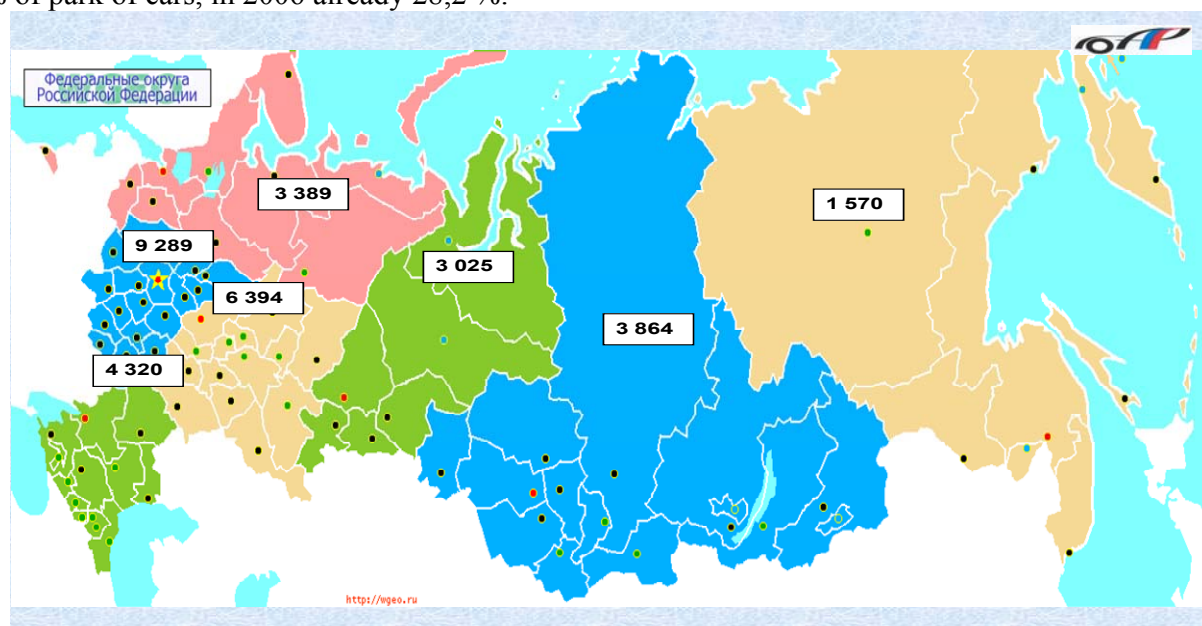 % of park of cars, in 2006 already 28,2 %.
Федеральные округа
Российской Федерации
3 389
1 570
9 289
3 025
6 394
3 864
4 320
http://wgeo.ru